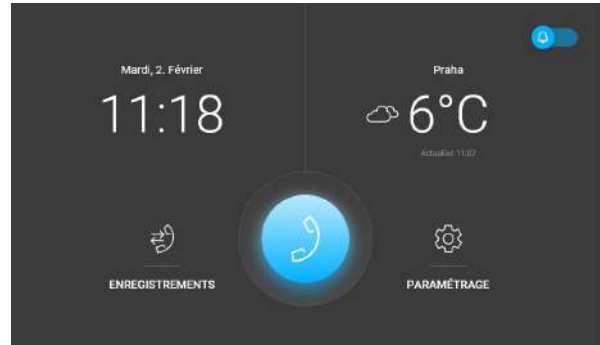 Mardi, 2. Février
11:18
Praha
6°C
Actualisé 11:07
ENREGISTREMENTS
PARAMÉTRAGE